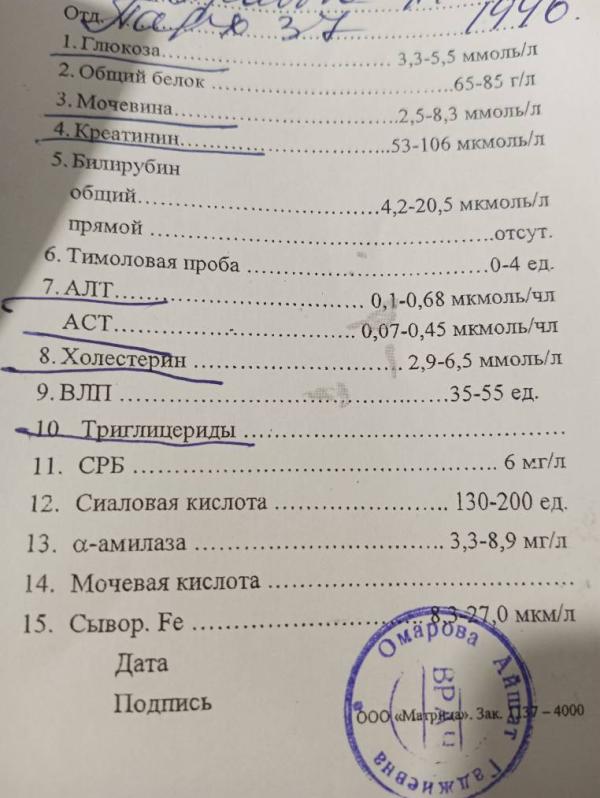 Отд.
37 1946.
1. Глюкоза.........................3,3-5,5 ммоль/л
2. Общий белок.........................65-85 г/л
3. Мочевина.........................2,5-8,3 ммоль/л
4. Креатинин.........................53-106 мкмоль/л
5. Билирубин
общий.........................4,2-20,5 мкмоль/л
прямой.........................отсут.
6. Тимоловая проба.........................0-4 ед.
7. АЛТ.........................0,1-0,68 мкмоль/чл
АСТ.........................0,07-0,45 мкмоль/чл
8. Холестерин.........................2,9-6,5 ммоль/л
9. ВЛП.........................35-55 ед.
10 Триглицериды.........................
11. СРБ.........................6 мг/л
12. Сиаловая кислота.........................130-200 ед.
13. α-амилаза.........................3,3-8,9 мг/л
14. Мочевая кислота.........................
15. Сывор. Fe.........................8,3-27,0 мкм/л
Дата
Подпись
ООО «Матрица». Зак. 1137 – 4000
Омарова Айшат Гаджиевна
ВРАЧ